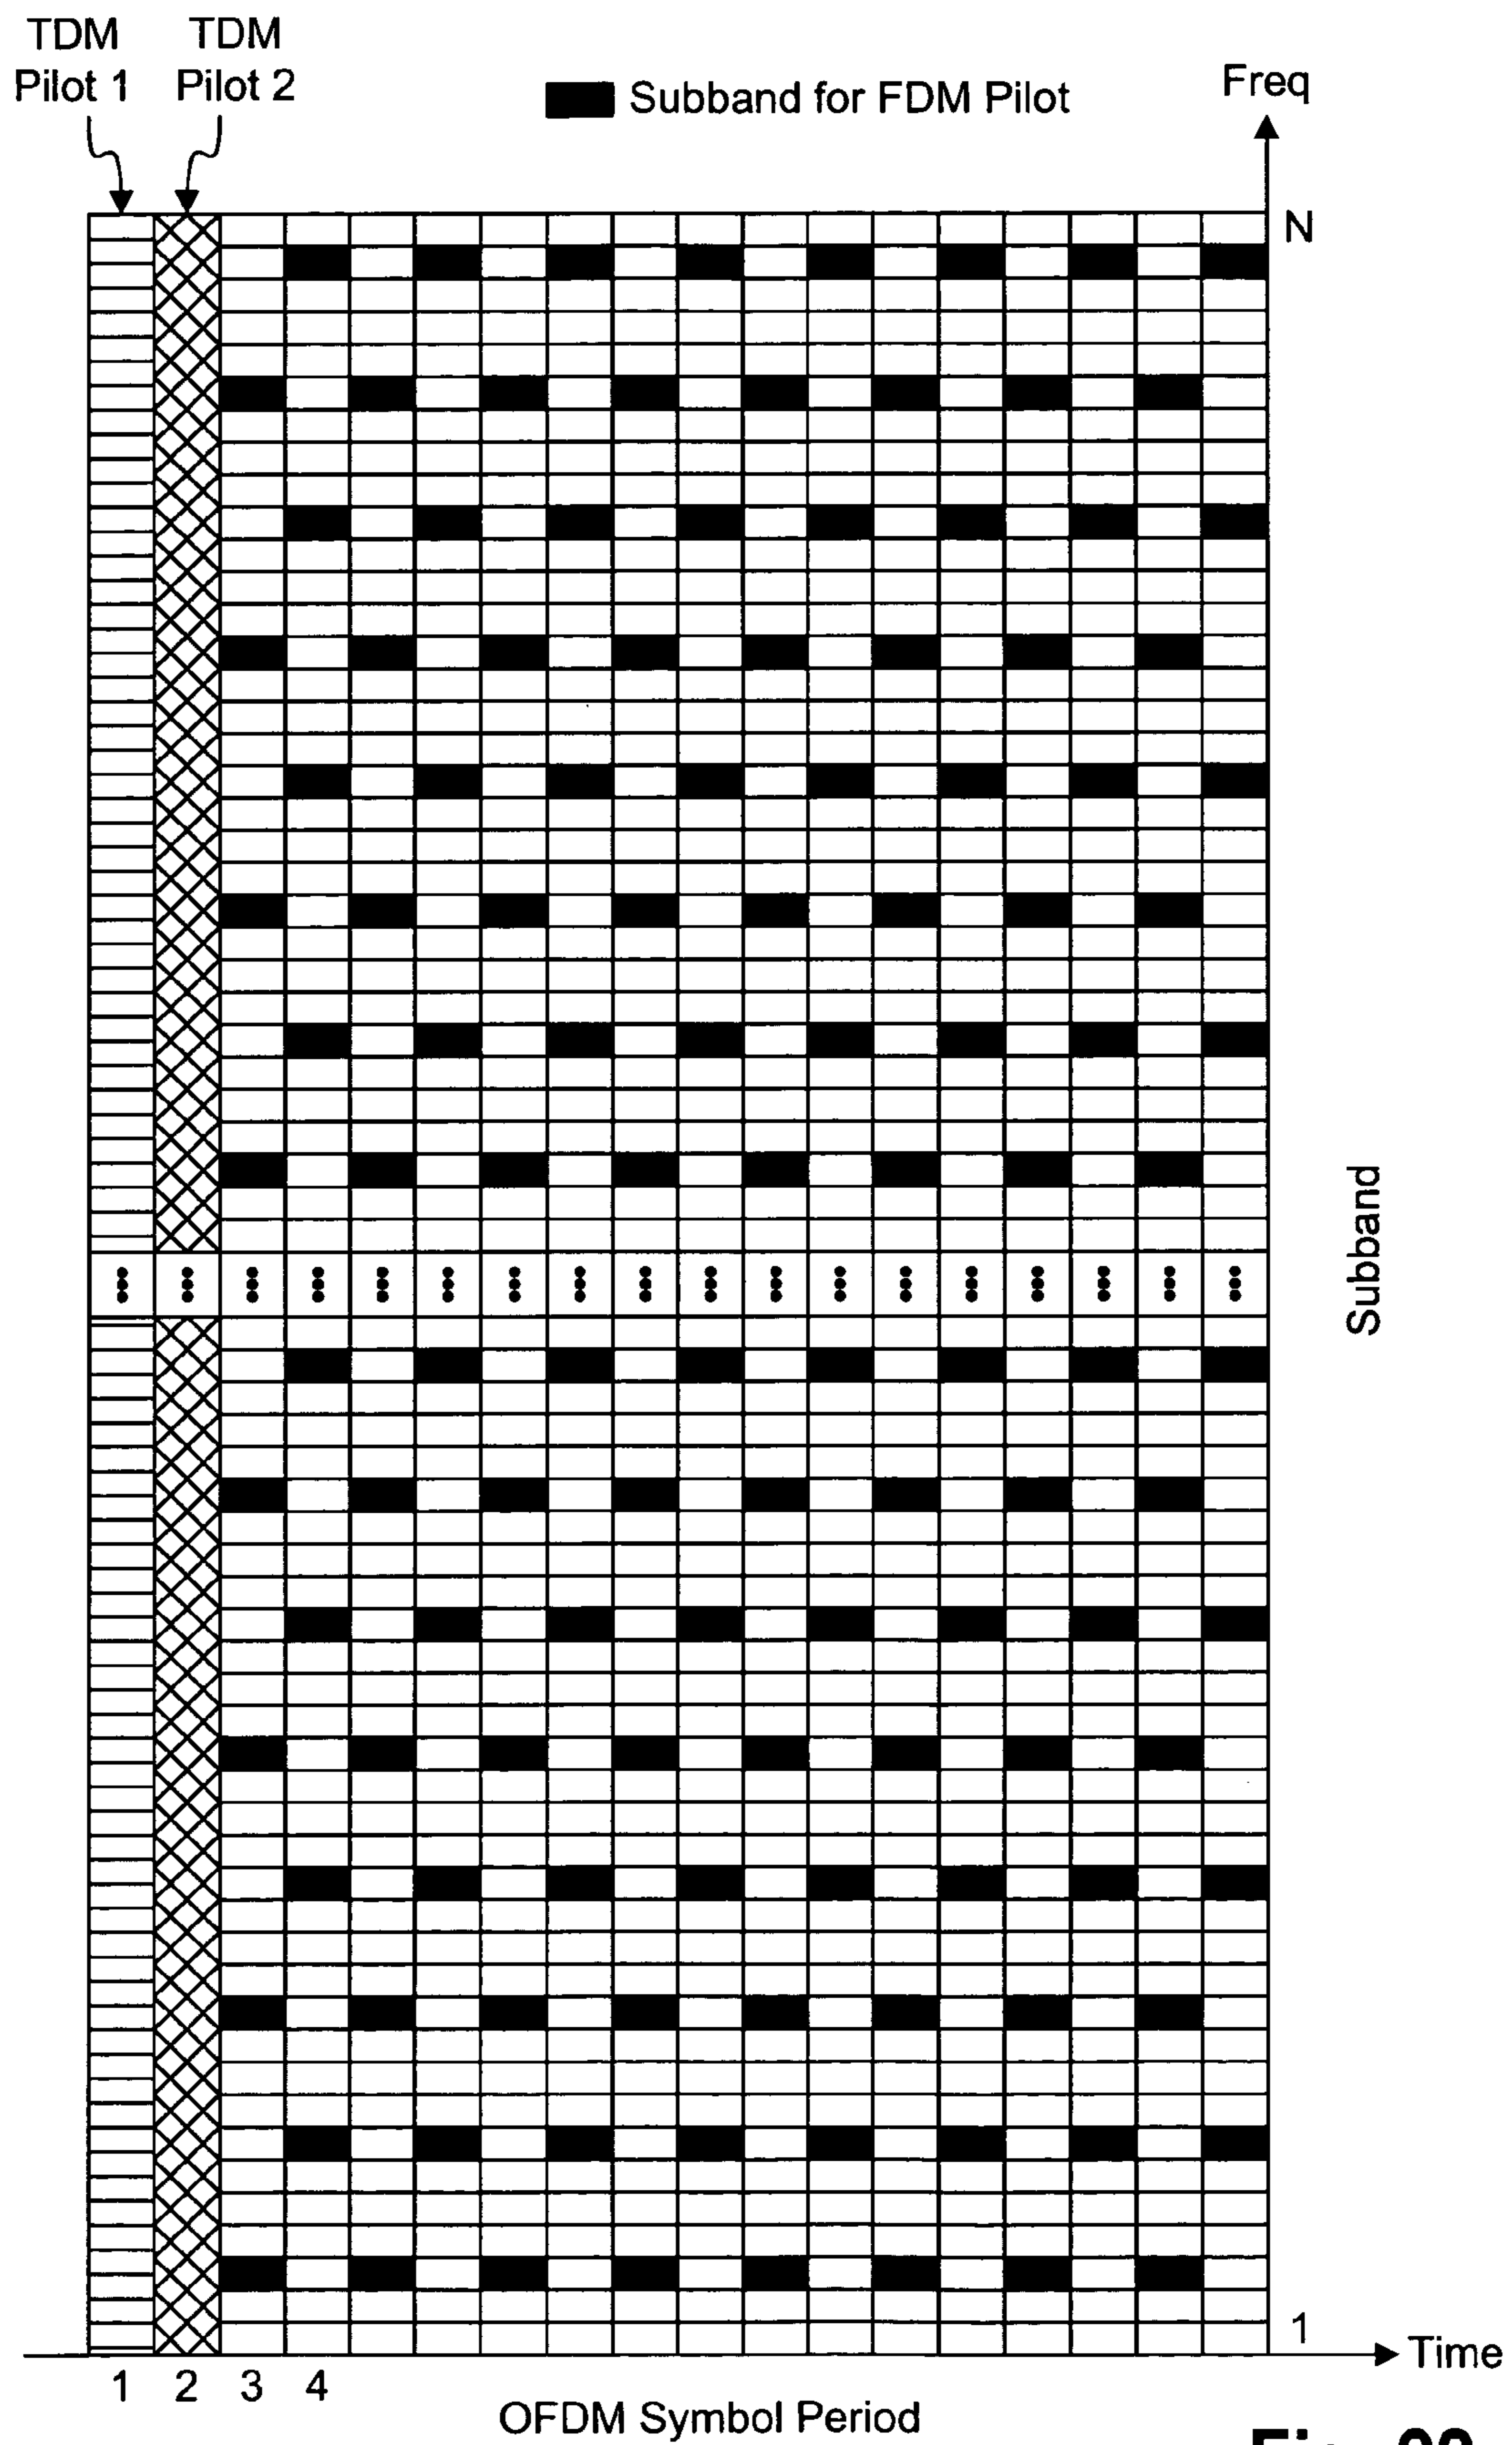 TDM
Pilot 1
TDM
Pilot 2
Subband for FDM Pilot
Freq
N
Subband
1
Time
1 2 3 4
OFDM Symbol Period